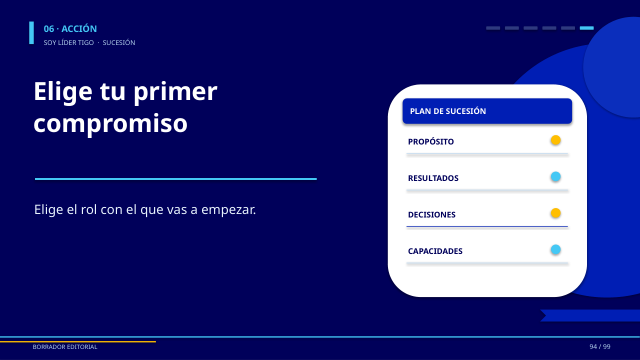 06 · ACCIÓN
SOY LÍDER TIGO · SUCESIÓN
Elige tu primer
compromiso
Elige el rol con el que vas a empezar.
PLAN DE SUCESIÓN
PROPÓSITO
RESULTADOS
DECISIONES
CAPACIDADES
BORRADOR EDITORIAL
94 / 99